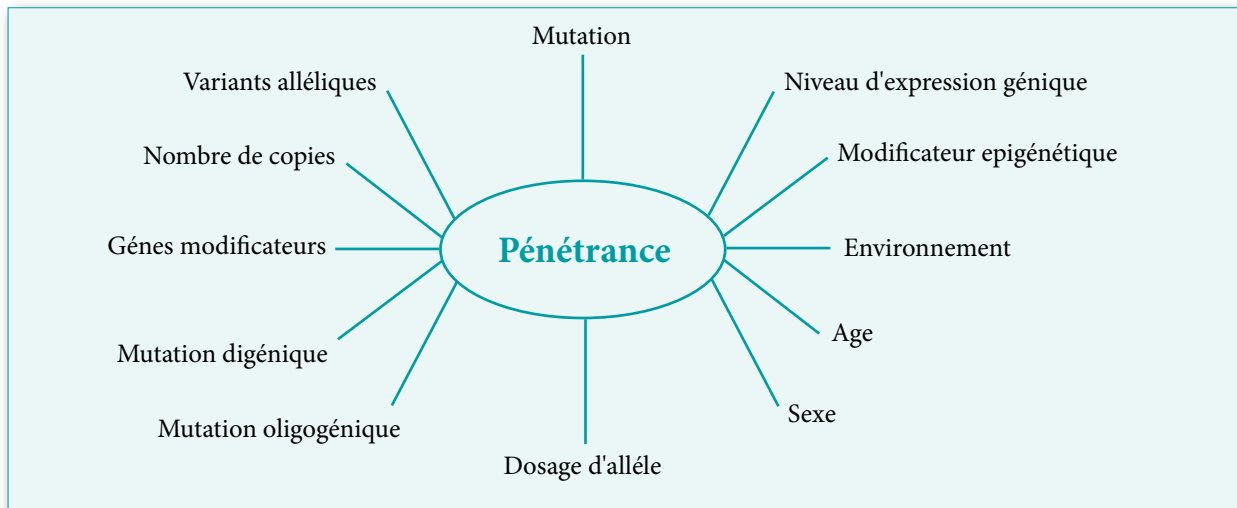 Mutation
Variants alléliques
Niveau d'expression génique
Nombre de copies
Modificateur epigénétique
Génes modificateurs
Pénétrance
Environnement
Mutation digénique
Age
Mutation oligogénique
Sexe
Dosage d'alléle